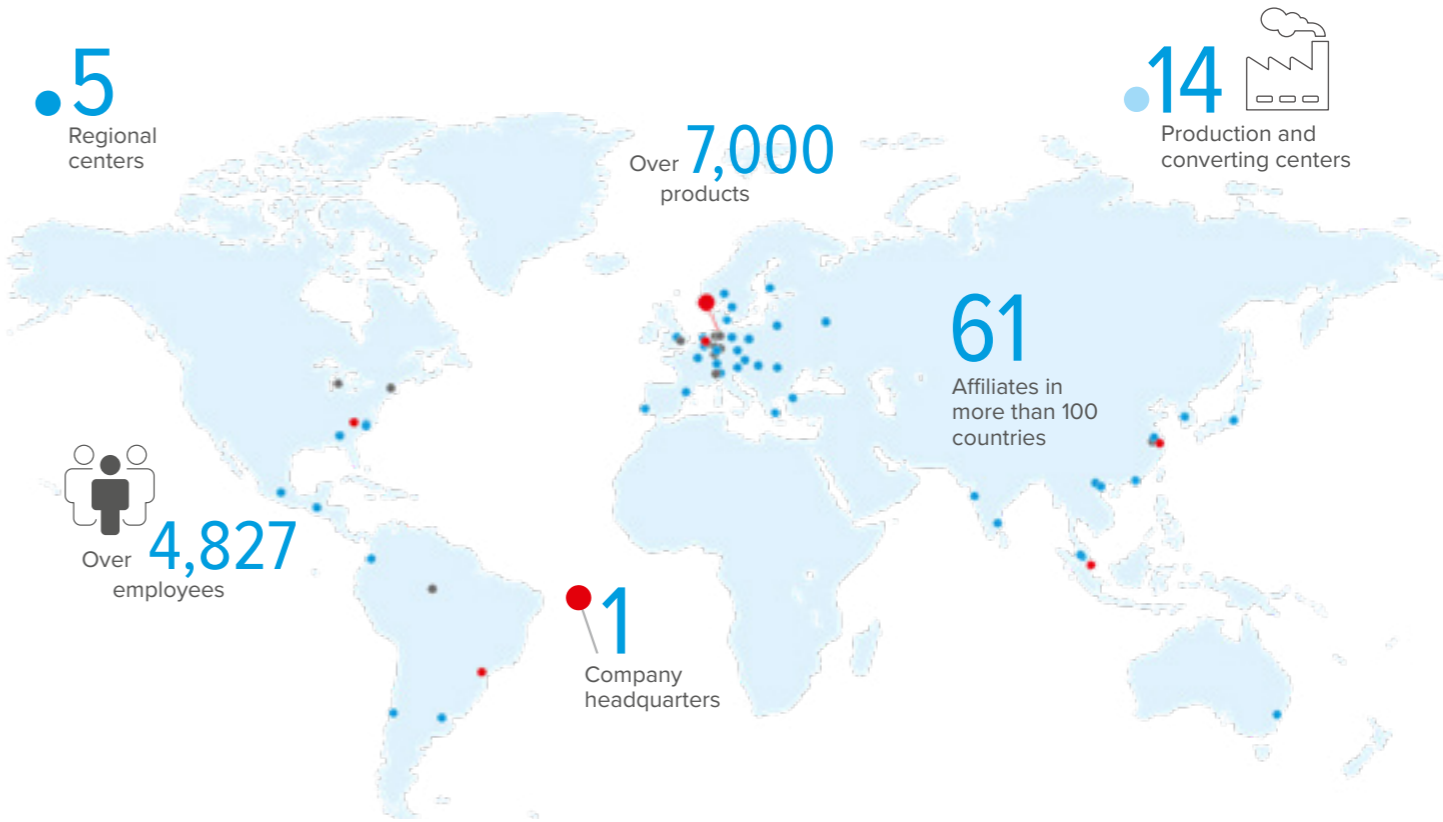 5
Regional
centers
Over 7,000
products
14
Production and
converting centers
61
Affiliates in
more than 100
countries
Over 4,827
employees
1
Company
headquarters